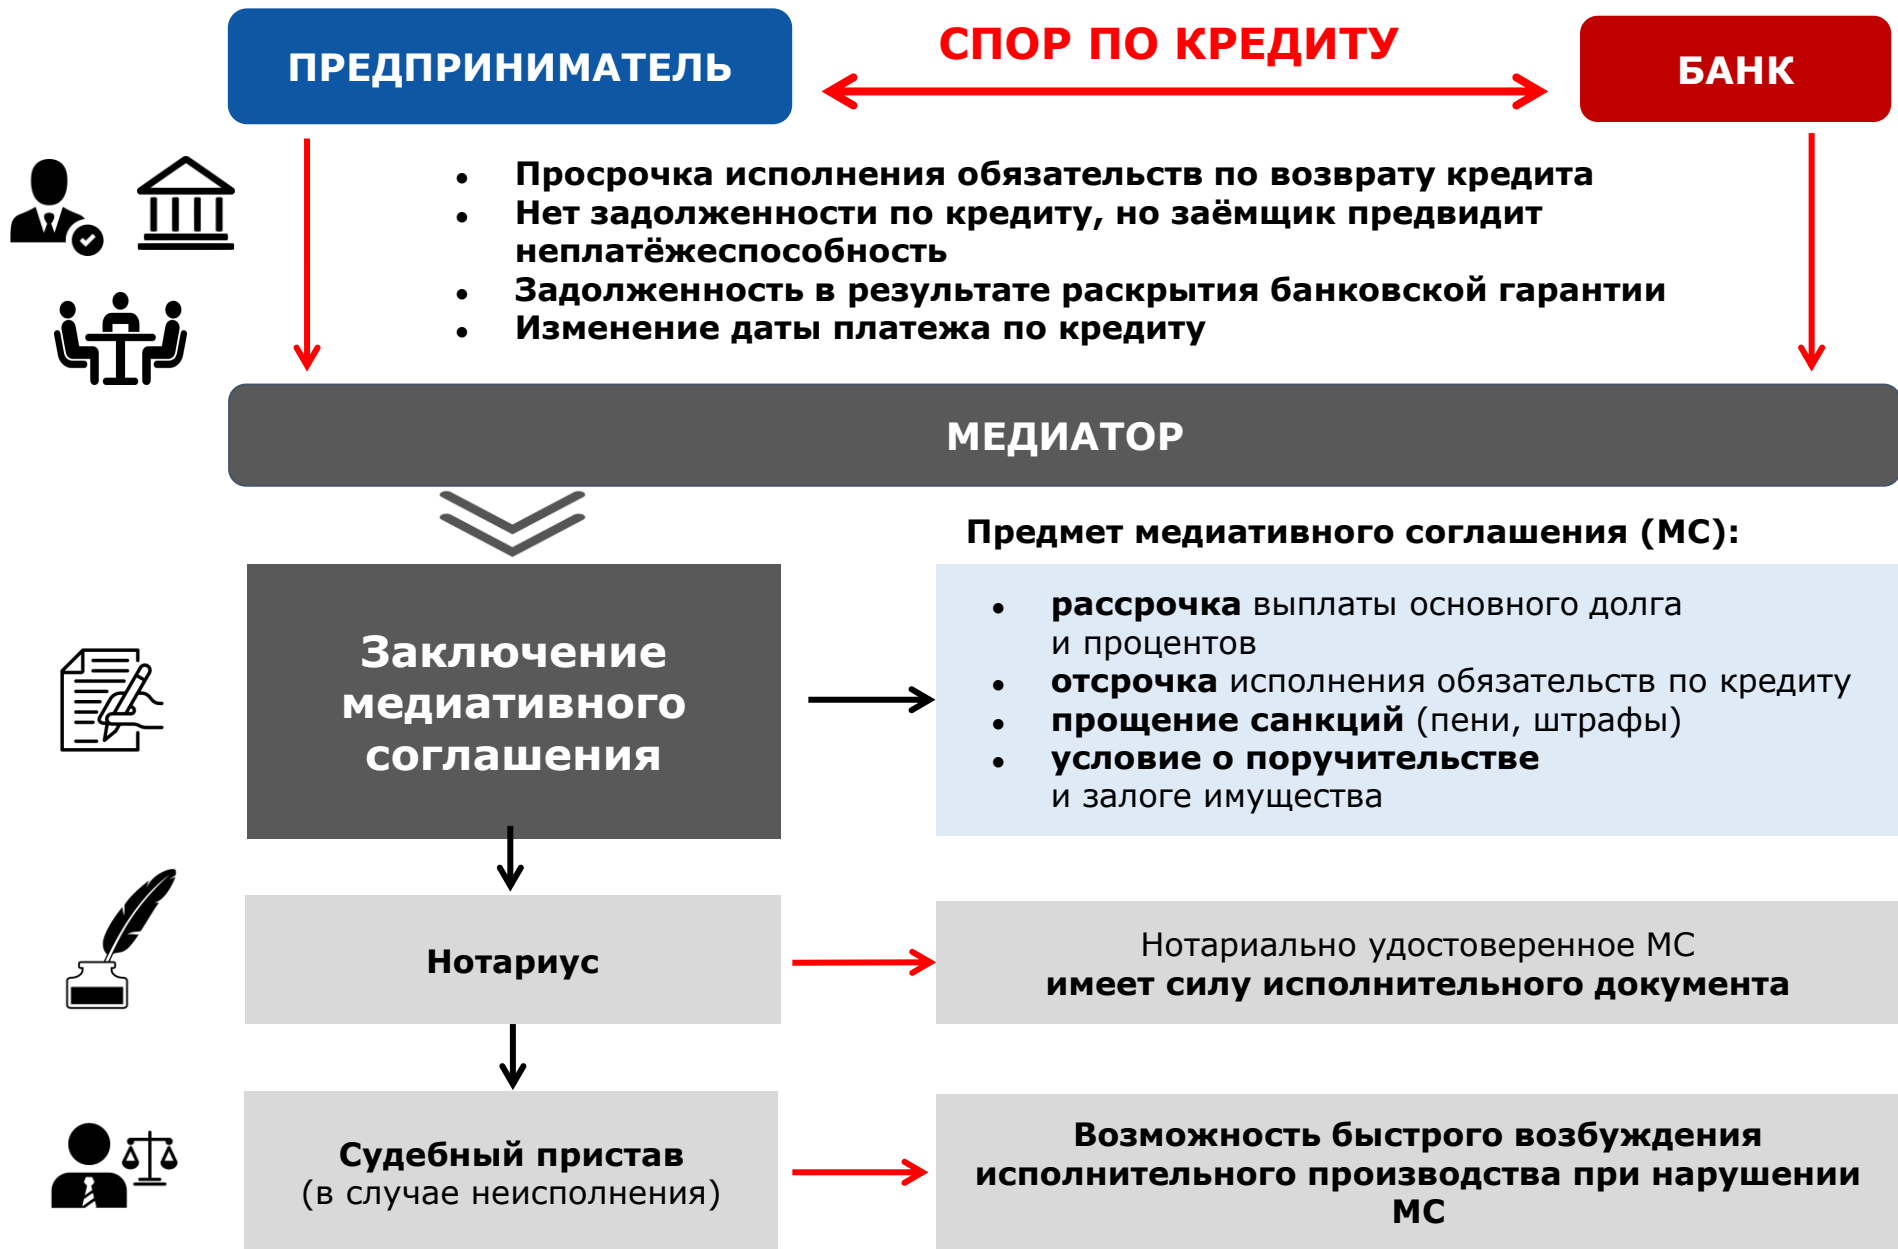 ПРЕДПРИНИМАТЕЛЬ
СПОР ПО КРЕДИТУ
БАНК
• Просрочка исполнения обязательств по возврату кредита
• Нет задолженности по кредиту, но заёмщик предвидит
неплатёжеспособность
• Задолженность в результате раскрытия банковской гарантии
• Изменение даты платежа по кредиту
МЕДИАТОР
Предмет медиативного соглашения (МС):
Заключение
медиативного
соглашения
• рассрочка выплаты основного долга
и процентов
• отсрочка исполнения обязательств по кредиту
• прощение санкций (пени, штрафы)
• условие о поручительстве
и залоге имущества
Нотариус
Нотариально удостоверенное МС
имеет силу исполнительного документа
Судебный пристав
(в случае неисполнения)
Возможность быстрого возбуждения
исполнительного производства при нарушении
МС